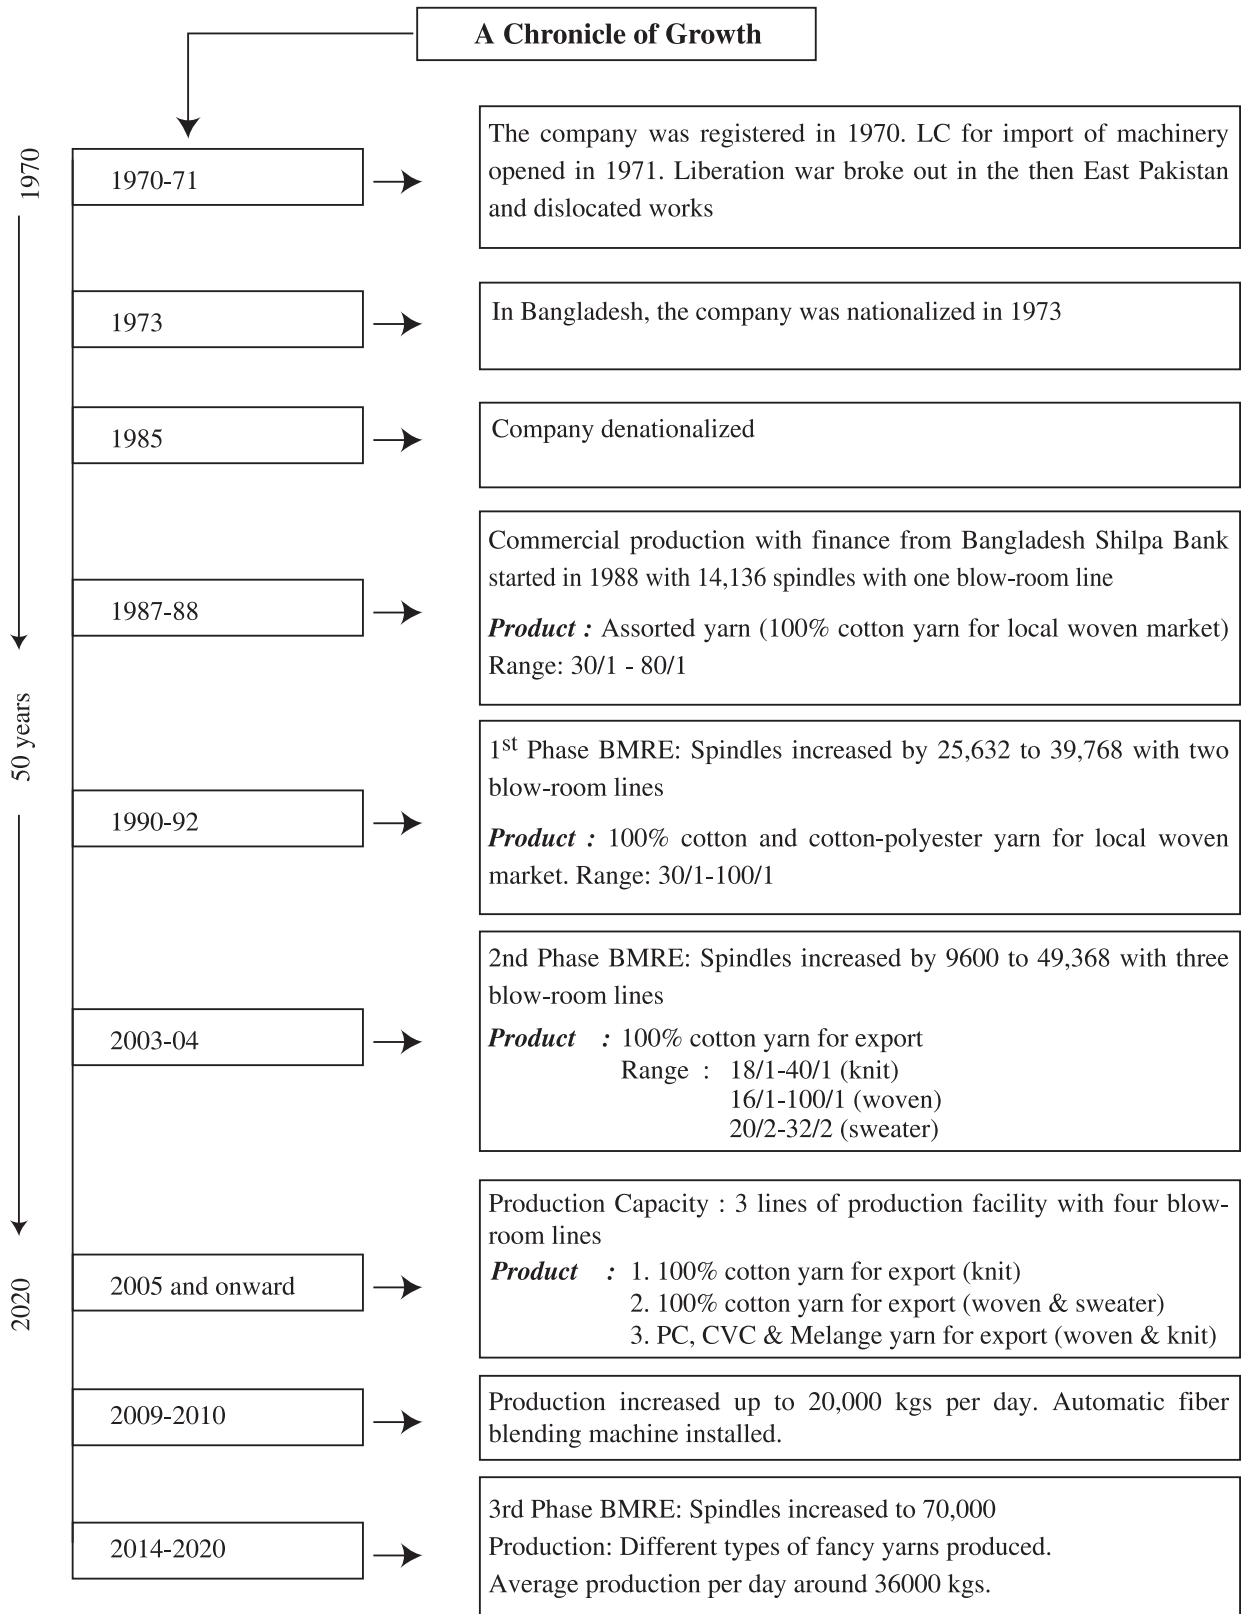 A Chronicle of Growth
1970
50 years
2020
1970-71
The company was registered in 1970. LC for import of machinery
opened in 1971. Liberation war broke out in the then East Pakistan
and dislocated works
1973
In Bangladesh, the company was nationalized in 1973
1985
Company denationalized
1987-88
Commercial production with finance from Bangladesh Shilpa Bank
started in 1988 with 14,136 spindles with one blow-room line
Product : Assorted yarn (100% cotton yarn for local woven market)
Range: 30/1 - 80/1
1990-92
1st Phase BMRE: Spindles increased by 25,632 to 39,768 with two
blow-room lines
Product : 100% cotton and cotton-polyester yarn for local woven
market. Range: 30/1-100/1
2003-04
2nd Phase BMRE: Spindles increased by 9600 to 49,368 with three
blow-room lines
Product : 100% cotton yarn for export
Range : 18/1-40/1 (knit)
16/1-100/1 (woven)
20/2-32/2 (sweater)
2005 and onward
Production Capacity : 3 lines of production facility with four blow-
room lines
Product : 1. 100% cotton yarn for export (knit)
2. 100% cotton yarn for export (woven & sweater)
3. PC, CVC & Melange yarn for export (woven & knit)
2009-2010
Production increased up to 20,000 kgs per day. Automatic fiber
blending machine installed.
2014-2020
3rd Phase BMRE: Spindles increased to 70,000
Production: Different types of fancy yarns produced.
Average production per day around 36000 kgs.